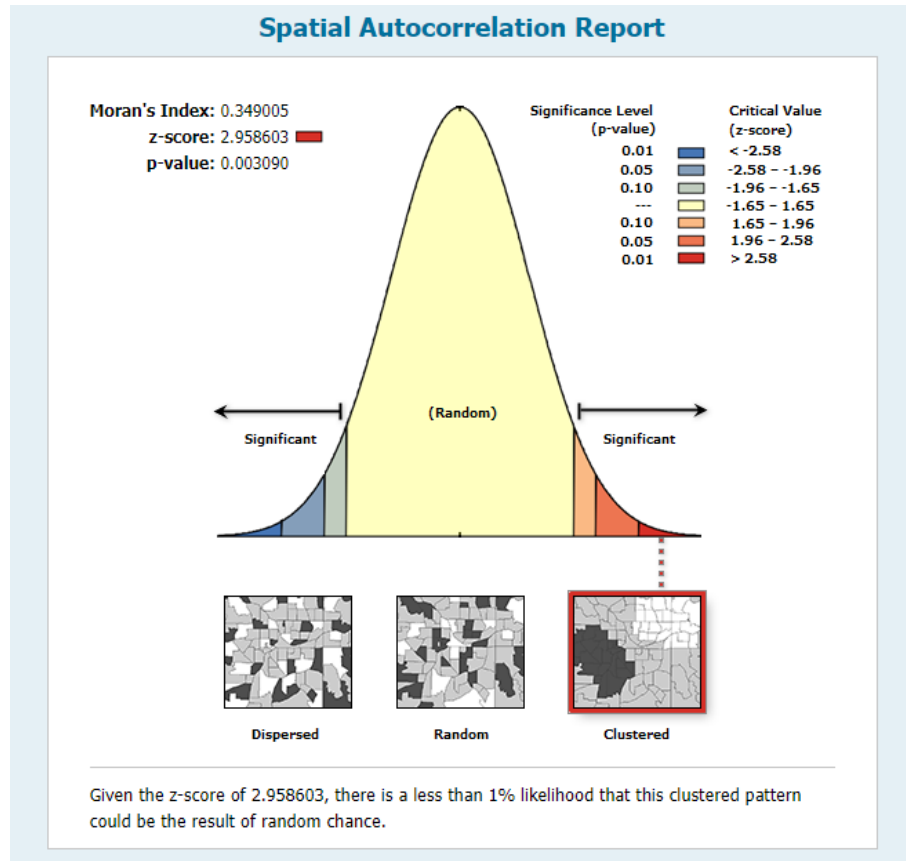 Spatial Autocorrelation Report
Moran's Index: 0.349005
z-score: 2.958603
p-value: 0.003090
Significance Level
(p-value)
Critical Value
(z-score)
0.01 < -2.58
0.05 -2.58 – -1.96
0.10 -1.96 – -1.65
--- -1.65 – 1.65
0.10 1.65 – 1.96
0.05 1.96 – 2.58
0.01 > 2.58
(Random)
Significant
Significant
Dispersed
Random
Clustered
Given the z-score of 2.958603, there is a less than 1% likelihood that this clustered pattern
could be the result of random chance.